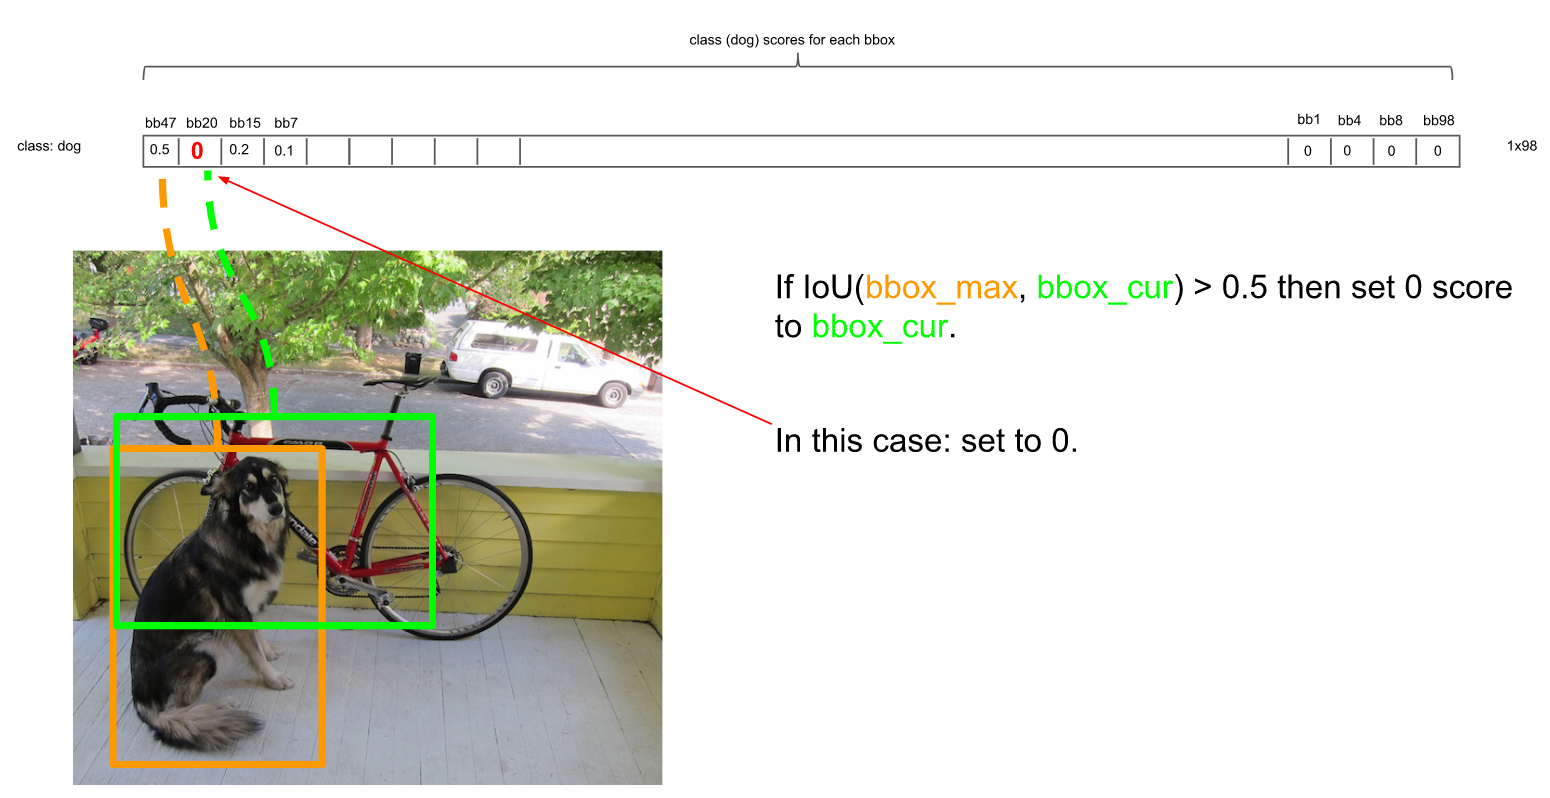 class (dog) scores for each bbox
bb47 bb20 bb15 bb7 bb1 bb4 bb8 bb98
class: dog 0.5 0 0.2 0.1 0 0 0 0 1x98
If IoU(bbox_max, bbox_cur) > 0.5 then set 0 score
to bbox_cur.
In this case: set to 0.
ndale